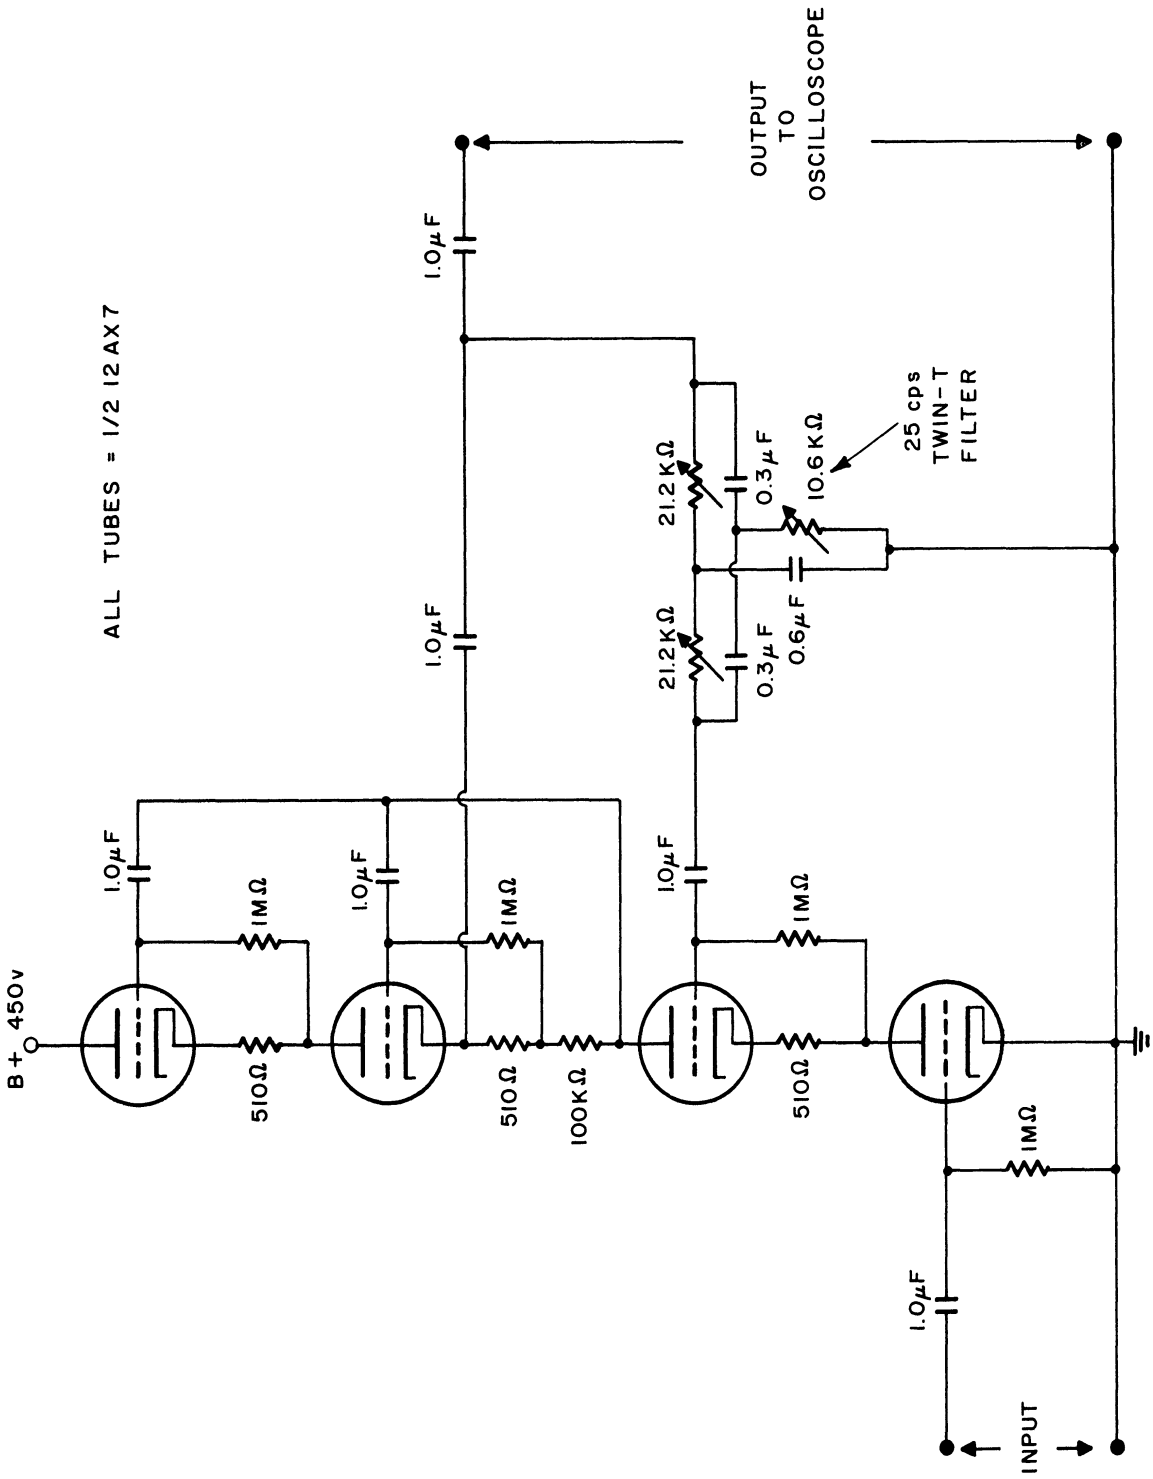 ALL TUBES = 1/2 12AX7
B+ 450v
1.0µF
1MΩ
510Ω
1.0µF
1MΩ
510Ω
100KΩ
1.0µF
1.0µF
1.0µF
1MΩ
510Ω
21.2KΩ
21.2KΩ
0.3µF
0.3µF
0.6µF
10.6KΩ
25 cps
TWIN-T
FILTER
OUTPUT
TO
OSCILLOSCOPE
1.0µF
1MΩ
INPUT